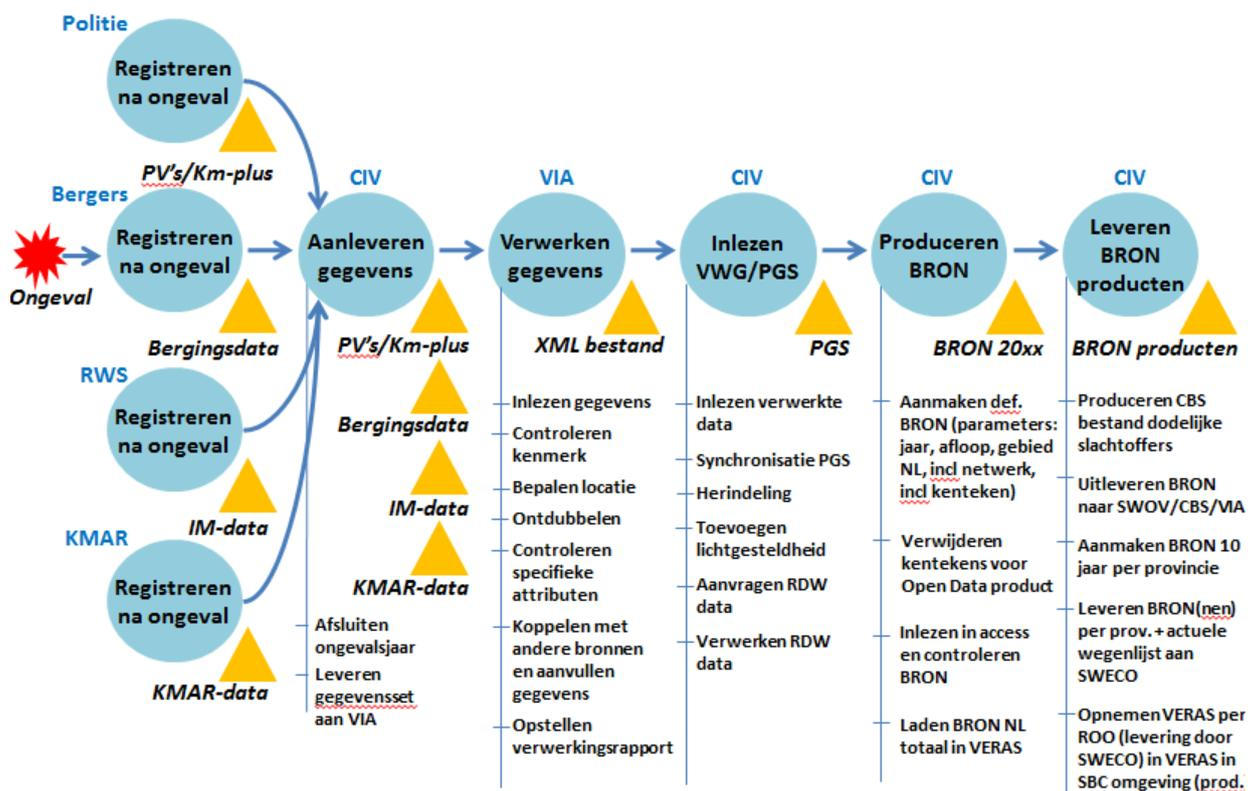 Politie
Registreren
na ongeval
PV's/Km-plus
Bergers
Registreren
na ongeval
Bergingsdata
Ongeval
RWS
Registreren
na ongeval
IM-data
KMAR
Registreren
na ongeval
KMAR-data
CIV
Aanleveren
gegevens
PV's/Km-plus
Bergingsdata
IM-data
KMAR-data
Afsluiten
ongevalsjaar
Leveren
gegevensset
aan VIA
VIA
Verwerken
gegevens
XML bestand
Inlezen gegevens
Controleren
kenmerk
Bepalen locatie
Ontdubbelen
Controleren
specifieke
attributen
Koppelen met
andere bronnen
en aanvullen
gegevens
Opstellen
verwerkingsrapport
CIV
Inlezen
VWG/PGS
PGS
Inlezen verwerkte
data
Synchronisatie PGS
Herindeling
Toevoegen
lichtgesteldheid
Aanvragen RDW
data
Verwerken RDW
data
CIV
Produceren
BRON
BRON 20xx
Aanmaken def.
BRON (parameters:
jaar, afloop, gebied
NL, incl netwerk,
incl kenteken)
Verwijderen
kentekens voor
Open Data product
Inlezen in access
en controleren
BRON
Laden BRON NL
totaal in VERAS
CIV
Leveren
BRON
producten
BRON producten
Produceren CBS
bestand dodelijke
slachtoffers
Uitleveren BRON
naar SWOV/CBS/VIA
Aanmaken BRON 10
jaar per provincie
Leveren BRON(nen)
per prov. + actuele
wegenlijst aan
SWECO
Opnemen VERAS per
ROO (levering door
SWECO) in VERAS in
SBC omgeving (prod.